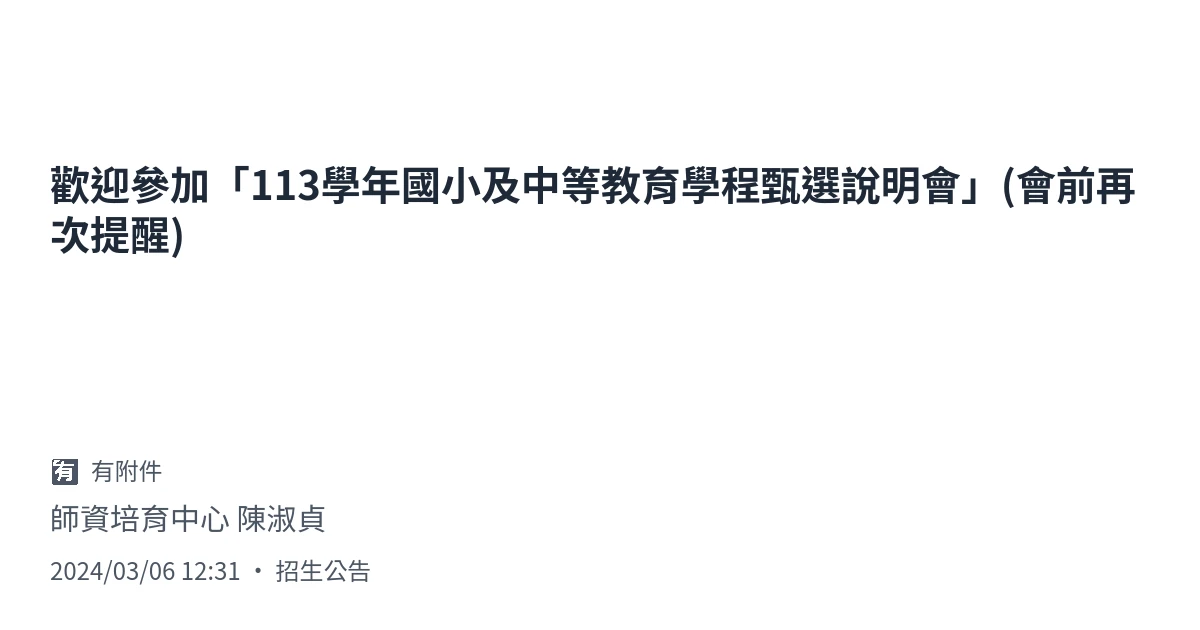 歡迎參加「113學年國小及中等教育學程甄選說明會」(會前再
次提醒)
🈶 有附件
師資培育中心 陳淑貞
2024/03/06 12:31 • 招生公告